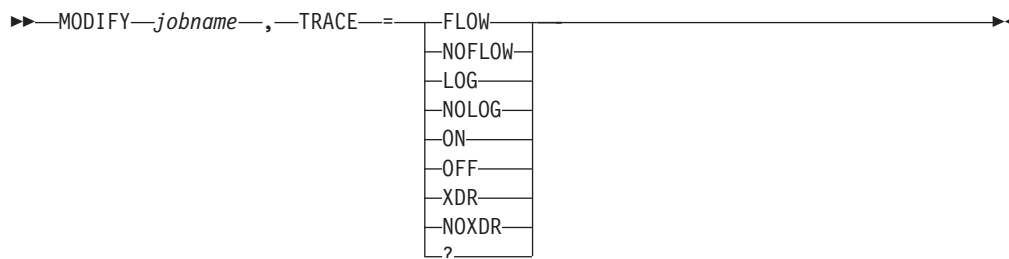 MODIFY jobname , TRACE = FLOW
NOFLOW
LOG
NOLOG
ON
OFF
XDR
NOXDR
?